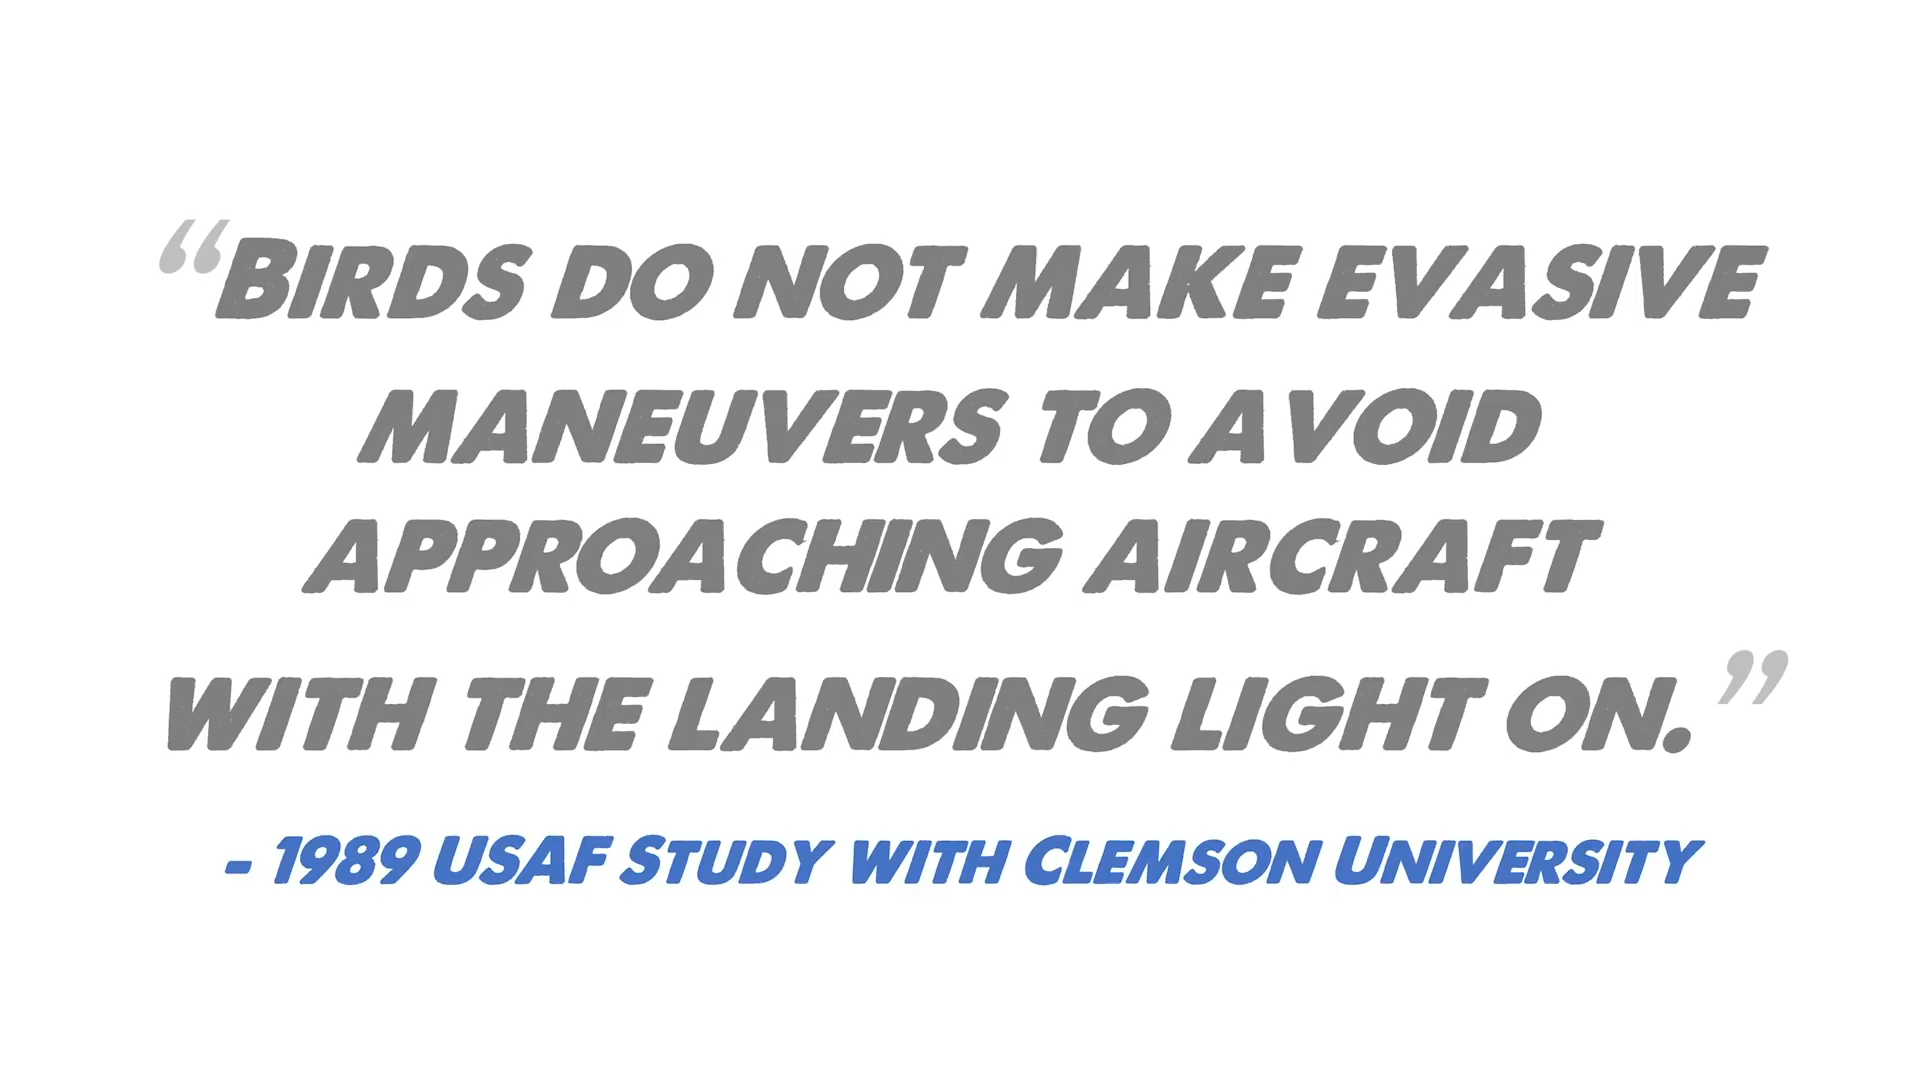 “Birds do not make evasive
maneuvers to avoid
approaching aircraft
with the landing light on.”
- 1989 USAF Study with Clemson University